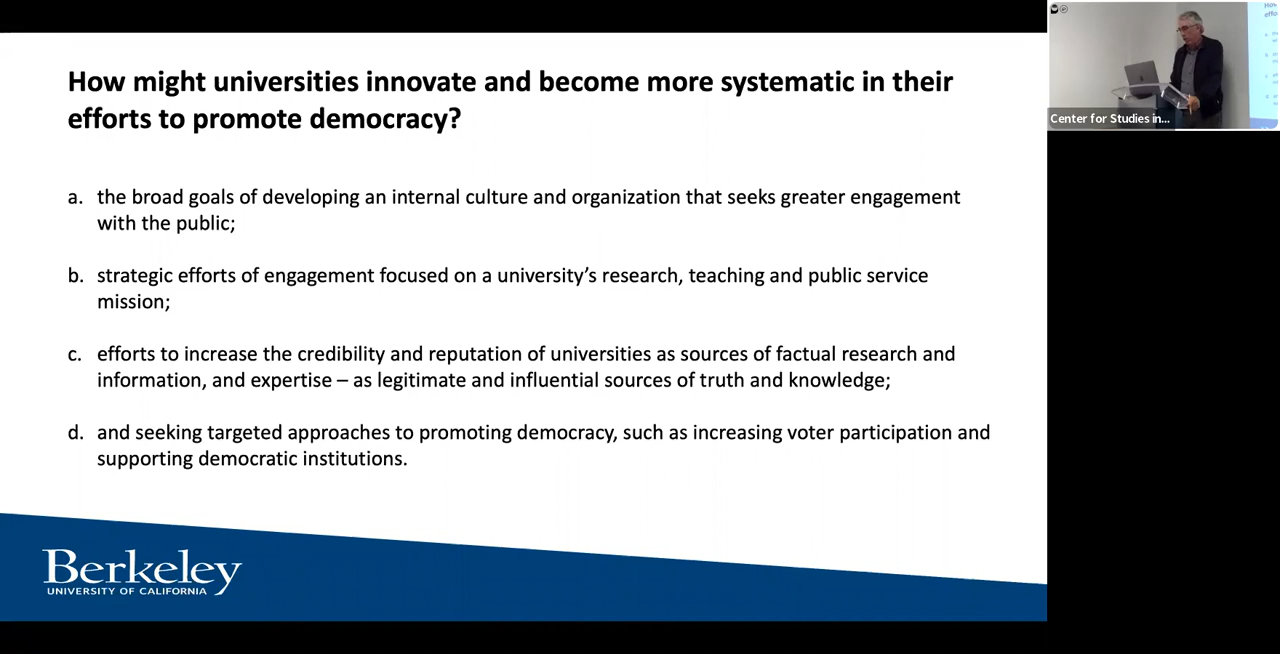 How might universities innovate and become more systematic in their
efforts to promote democracy?
a. the broad goals of developing an internal culture and organization that seeks greater engagement
with the public;
b. strategic efforts of engagement focused on a university's research, teaching and public service
mission;
c. efforts to increase the credibility and reputation of universities as sources of factual research and
information, and expertise – as legitimate and influential sources of truth and knowledge;
d. and seeking targeted approaches to promoting democracy, such as increasing voter participation and
supporting democratic institutions.
Berkeley
UNIVERSITY OF CALIFORNIA
Center for Studies in...